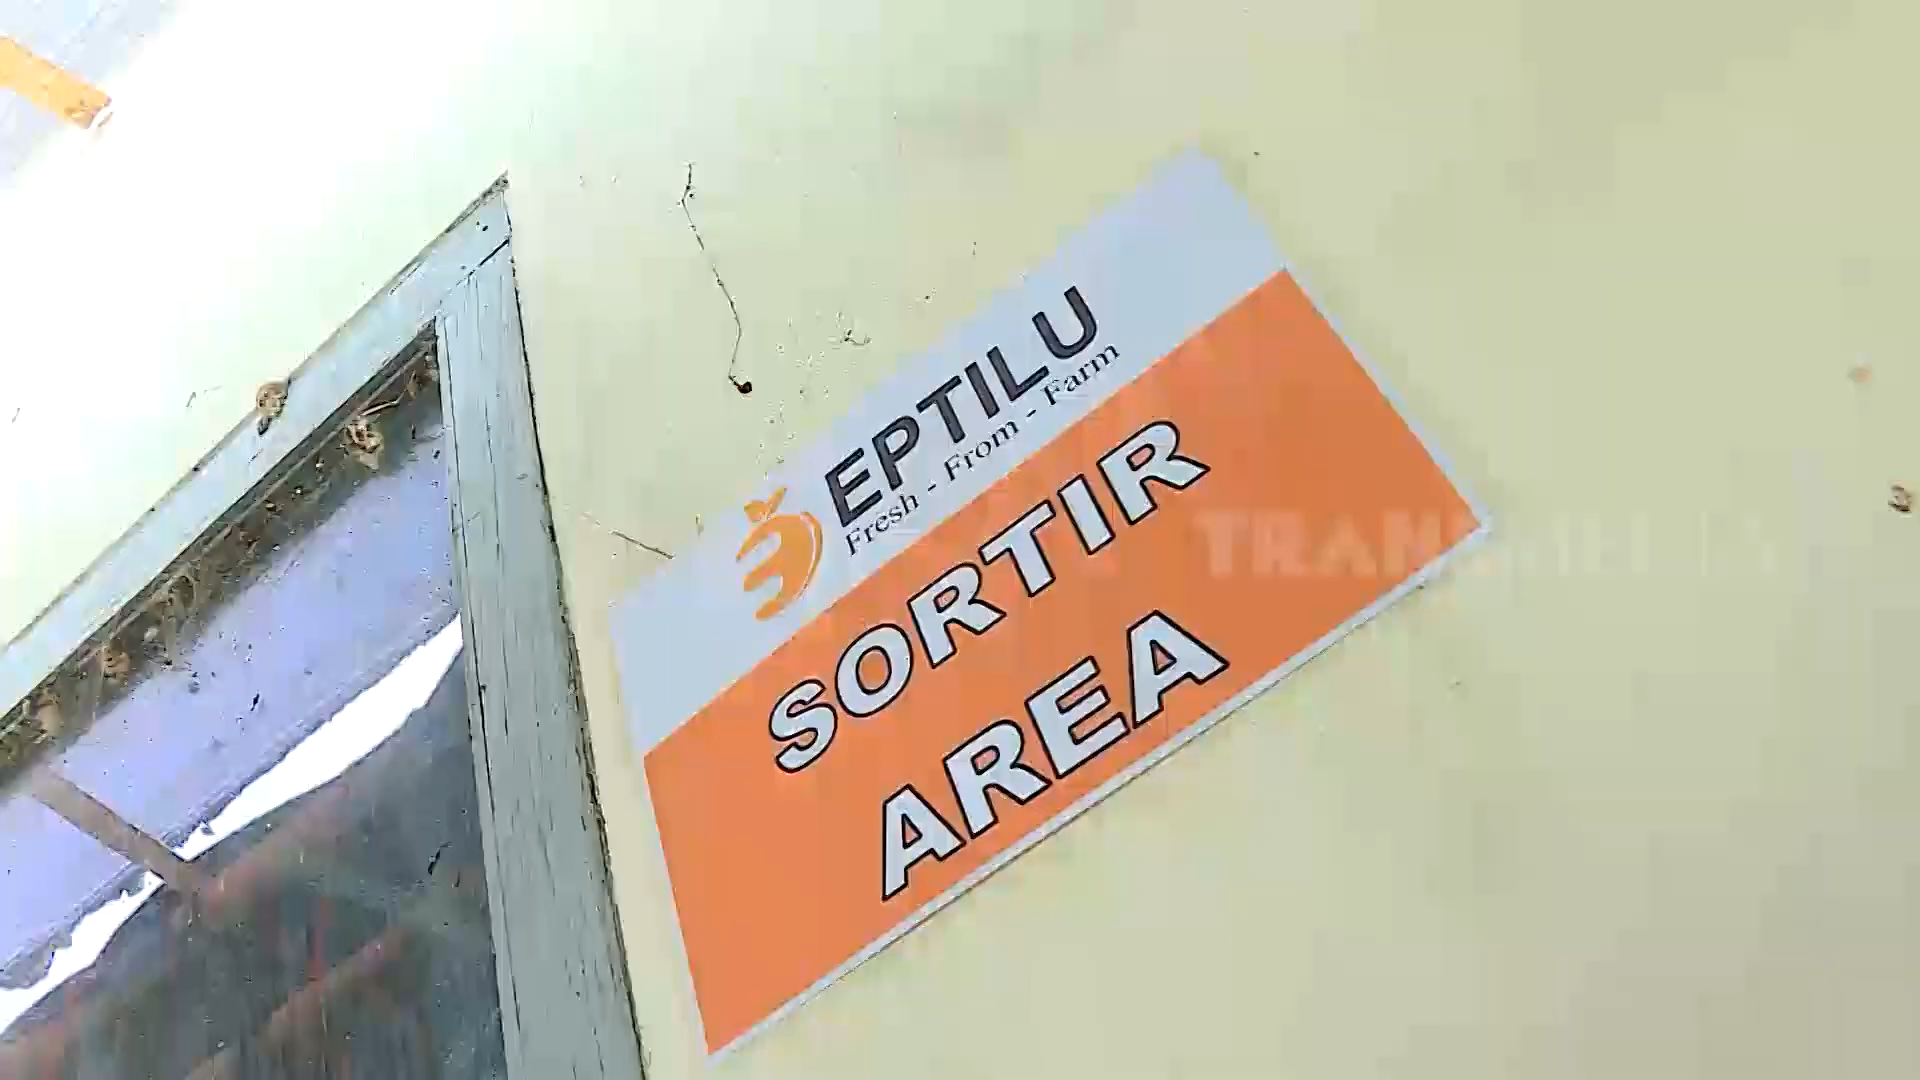 EPTILU
Fresh - From - Farm
SORTIR
AREA